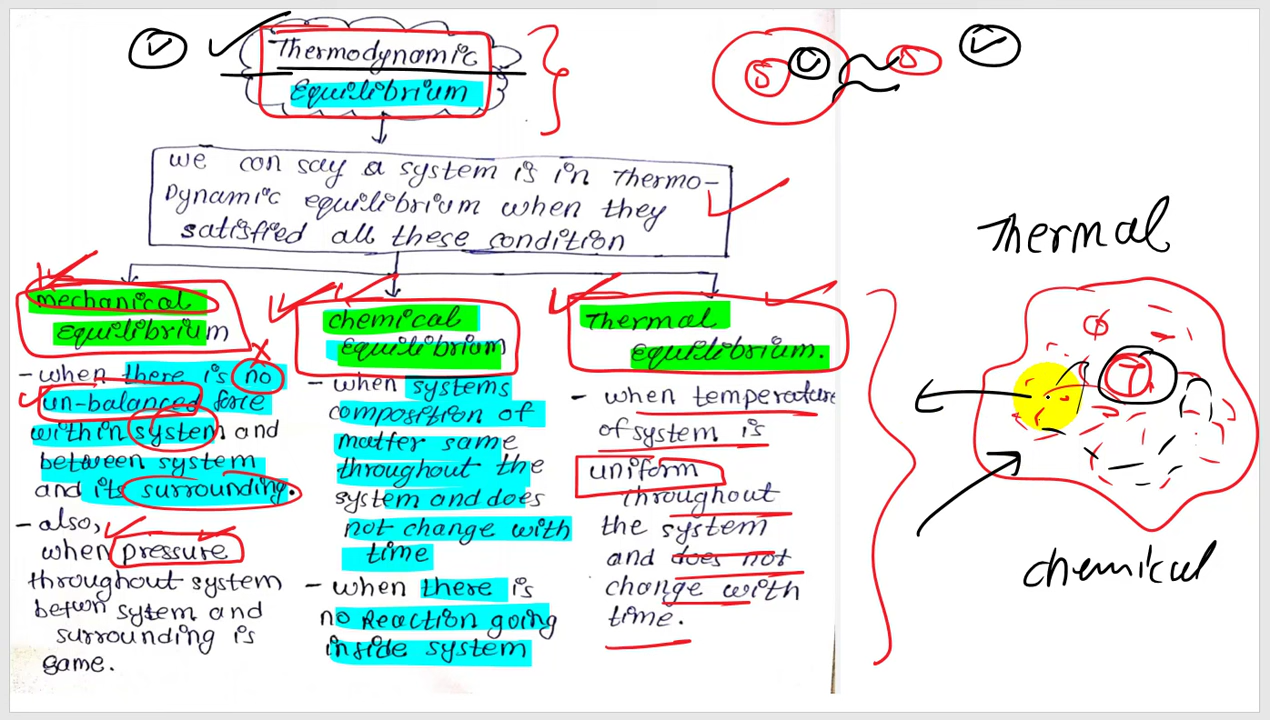 Thermodynamic
Equilibrium
we can say a system is in Thermo-
Dynamic equilibrium when they
satisfied all these condition
mechanical
Equilibrium
- when there is no
un-balanced force
within system and
between system
and its surrounding.
- also,
when pressure
throughout system
betwn sytem and
surrounding is
same.
chemical
Equilibrium
- when systems
composition of
matter same
throughout the
system and does
not change with
time
- when there is
no Reaction going
inside system
Thermal
Equilibrium.
- when temperature
of system is
uniform
throughout
the system
and does not
change with
time.
S
S
Thermal
T
chemical